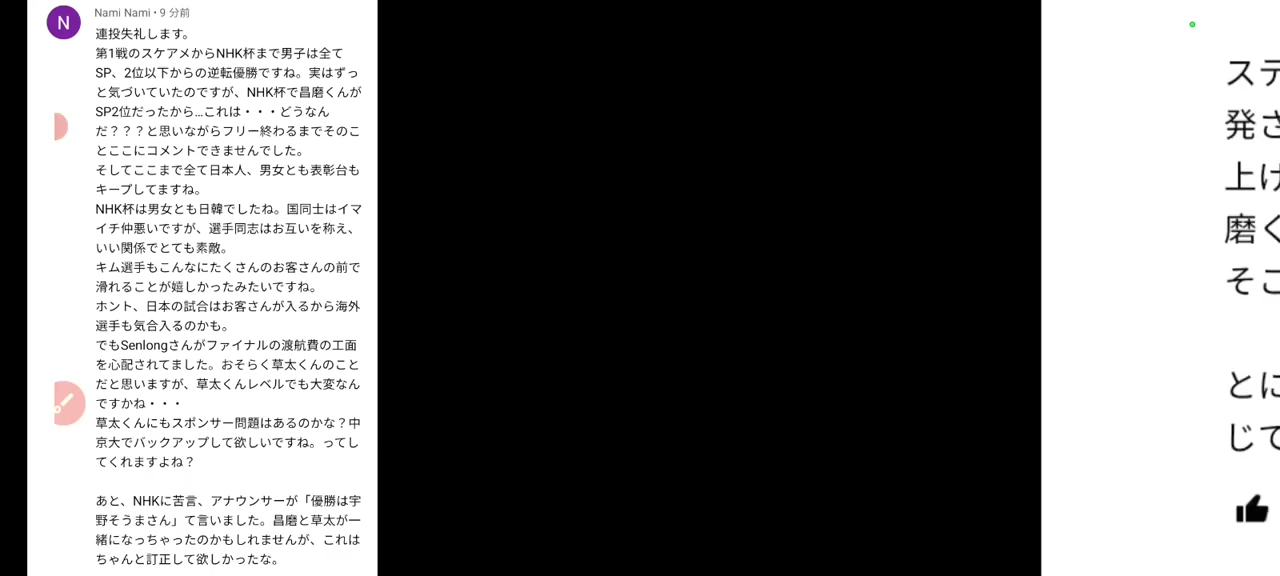 N
Nami Nami • 9 分前
連投失礼します。
第1戦のスケアメからNHK杯まで男子は全て
SP、2位以下からの逆転優勝ですね。実はずっ
と気づいていたのですが、NHK杯で昌磨くんが
SP2位だったから…これは・・・どうなん
だ？？？と思いながらフリー終わるまでそのこ
とここにコメントできませんでした。
そしてここまで全て日本人、男女とも表彰台も
キープしてますね。
NHK杯は男女とも日韓でしたね。国同士はイマ
イチ仲悪いですが、選手同志はお互いを称え、
いい関係でとても素敵。
キム選手もこんなにたくさんのお客さんの前で
滑れることが嬉しかったみたいですね。
ホント、日本の試合はお客さんが入るから海外
選手も気合入るのかも。
でもSenlongさんがファイナルの渡航費の工面
を心配されてました。おそらく草太くんのこと
だと思いますが、草太くんレベルでも大変なん
ですかね・・・
草太くんにもスポンサー問題はあるのかな？中
京大でバックアップして欲しいですね。ってし
てくれますよね？
あと、NHKに苦言、アナウンサーが「優勝は宇
野そうまさん」て言いました。昌磨と草太が一
緒になっちゃったのかもしれませんが、これは
ちゃんと訂正して欲しかったな。
ステ
発さ
上け
磨く
そこ
とに
じて